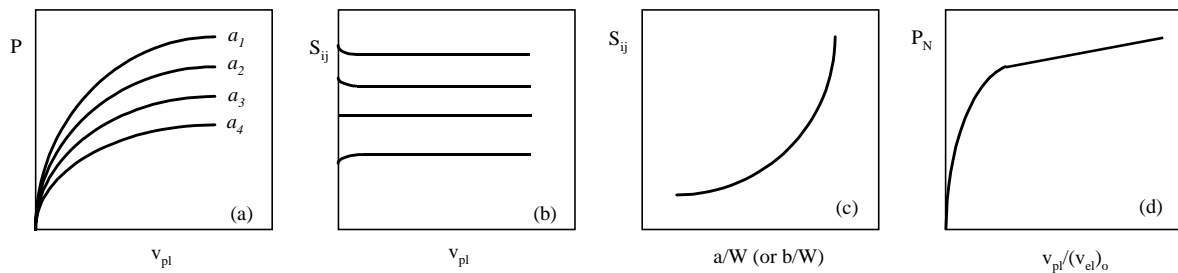 P
a1
a2
a3
a4
(a)
vpl
Sij
(b)
vpl
Sij
(c)
a/W (or b/W)
PN
(d)
vpl/(vel)o